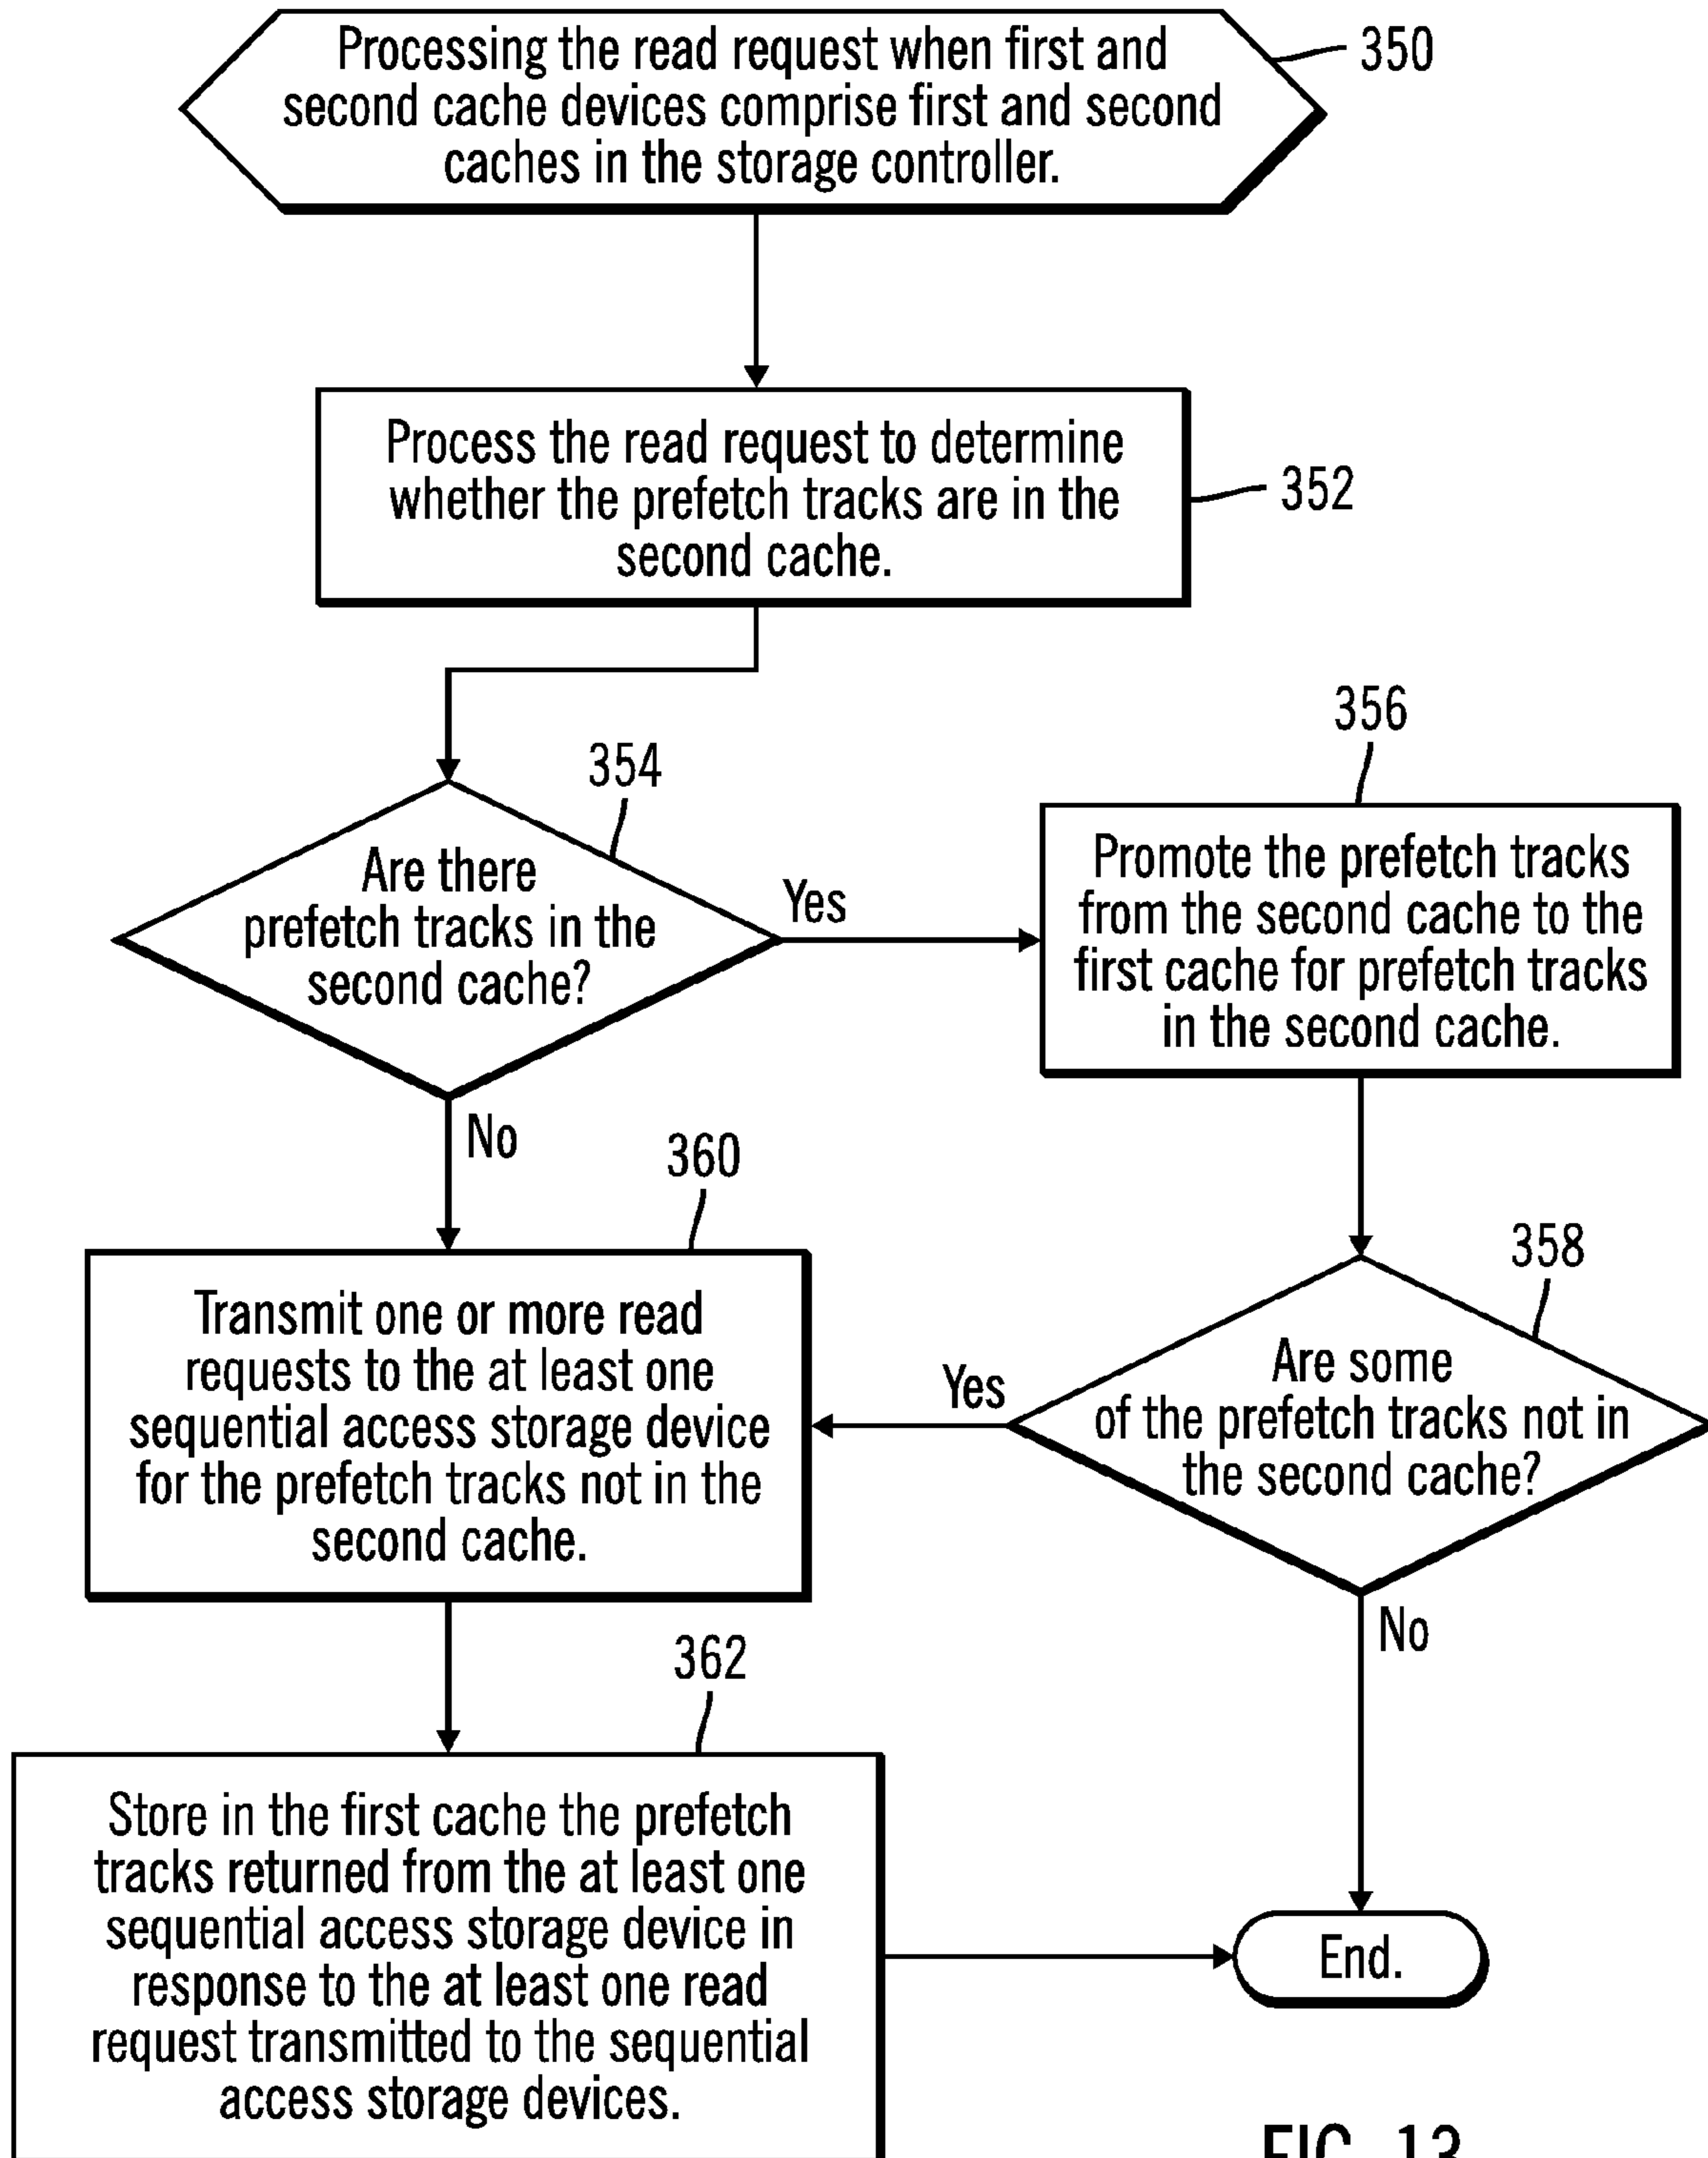 Processing the read request when first and
second cache devices comprise first and second
caches in the storage controller.
350
Process the read request to determine
whether the prefetch tracks are in the
second cache.
352
354
Are there
prefetch tracks in the
second cache?
Yes
No
356
Promote the prefetch tracks
from the second cache to the
first cache for prefetch tracks
in the second cache.
358
Are some
of the prefetch tracks not in
the second cache?
Yes
No
360
Transmit one or more read
requests to the at least one
sequential access storage device
for the prefetch tracks not in the
second cache.
362
Store in the first cache the prefetch
tracks returned from the at least one
sequential access storage device in
response to the at least one read
request transmitted to the sequential
access storage devices.
End.
FIG. 13